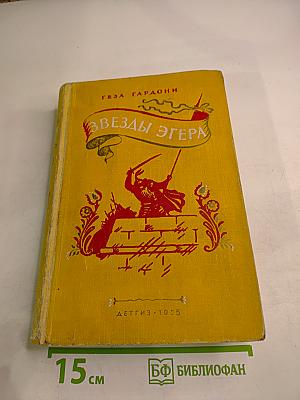 ГЕЗА ГАРДОНИ
ЗВЕЗДЫ ЭГЕРА
ДЕТГИЗ · 1955
15 см
БФ БИБЛИОФАН